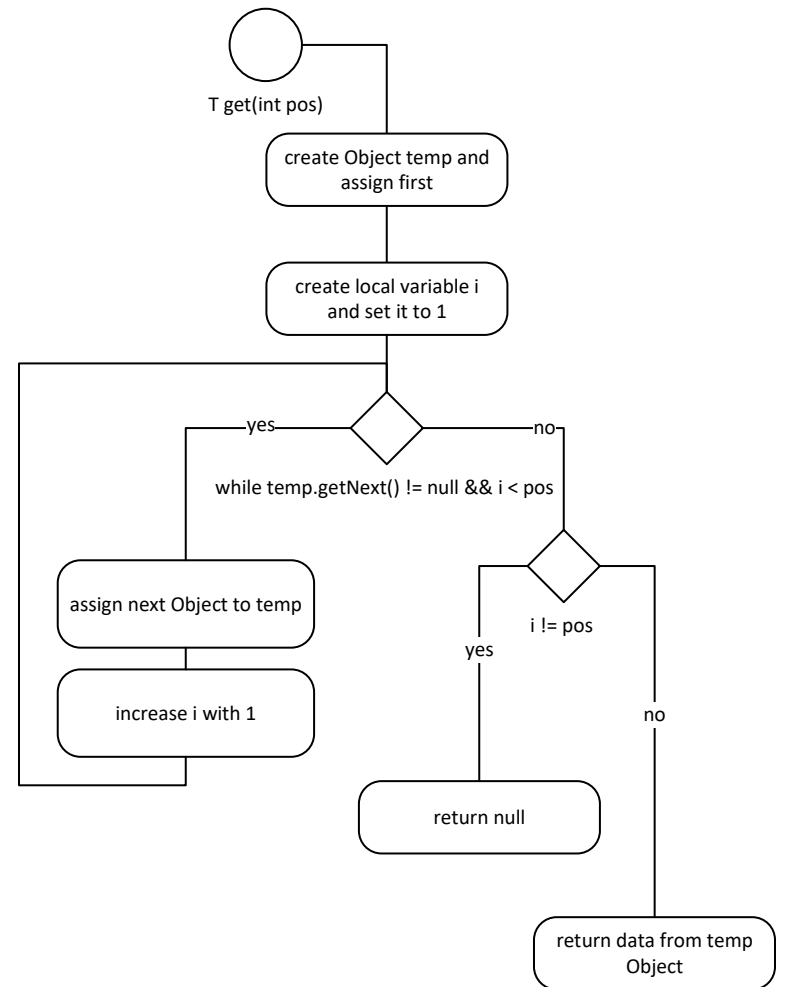 T get(int pos)
create Object temp and
assign first
create local variable i
and set it to 1
yes
no
while temp.getNext() != null && i < pos
assign next Object to temp
i != pos
yes
increase i with 1
no
return null
return data from temp
Object